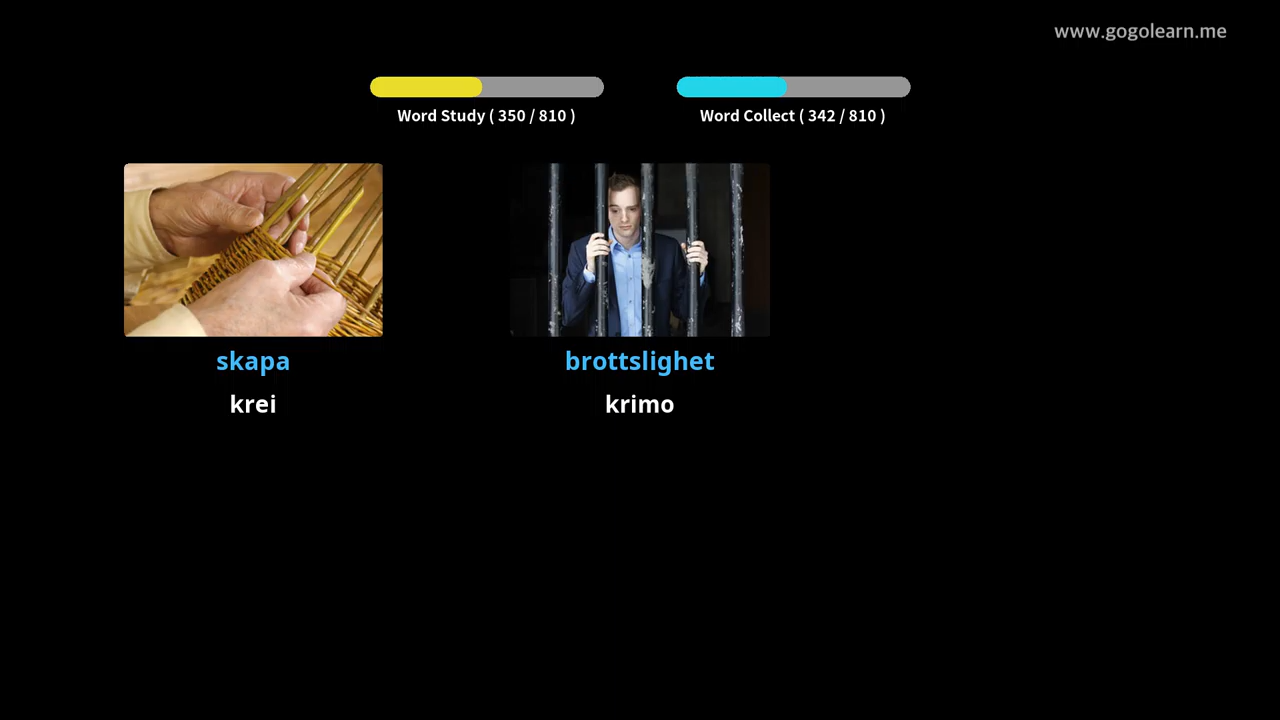 www.gogolearn.me
Word Study ( 350 / 810 )
Word Collect ( 342 / 810 )
skapa
brottslighet
krei
krimo